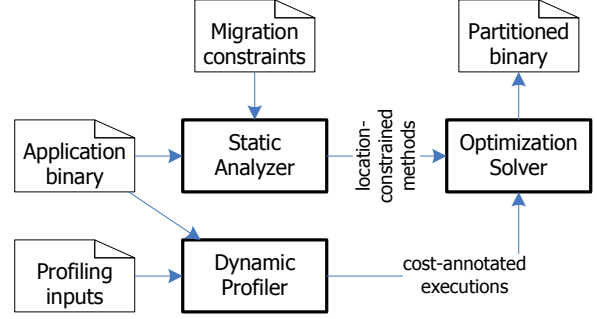 Migration
constraints
Partitioned
binary
Application
binary
Static
Analyzer
location-
constrained
methods
Optimization
Solver
Profiling
inputs
Dynamic
Profiler
cost-annotated
executions